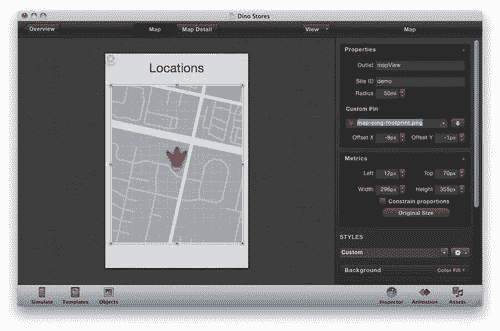 Dino Stores
Overview
Map
Map Detail
View
Map
Locations
Properties
Outlet
mapView
Site ID
demo
Radius
50mi
Custom Pin
map-ping-footprint.png
Offset X
-9px
Offset Y
-1px
Metrics
Left
12px
Top
70px
Width
296px
Height
355px
Constrain proportions
Original Size
STYLES
Custom
Background
Color Fill
Simulate
Templates
Objects
Inspector
Animation
Assets